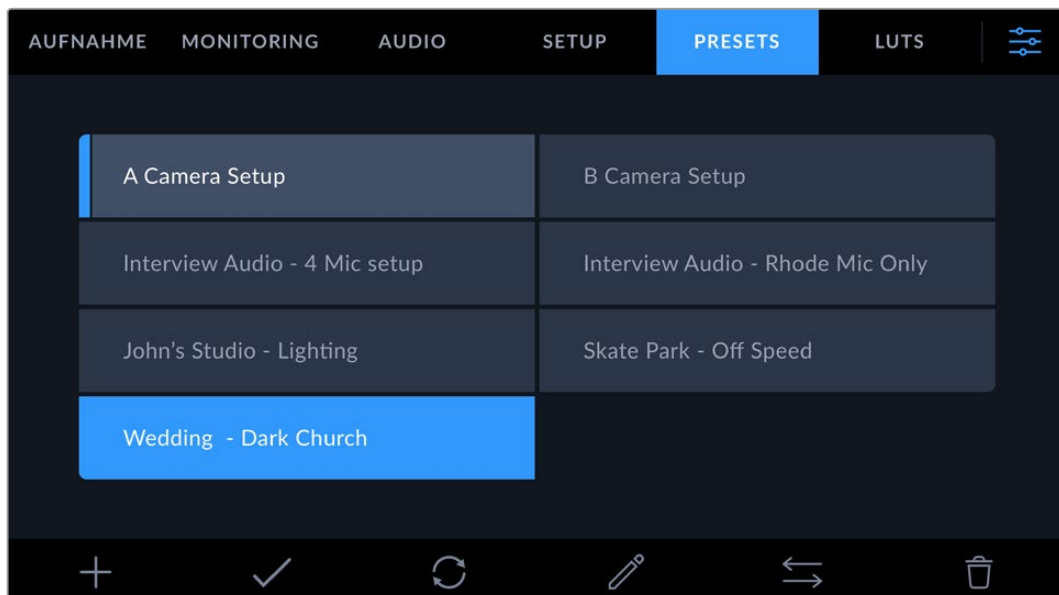 AUFNAHME MONITORING AUDIO SETUP PRESETS LUTS
A Camera Setup B Camera Setup
Interview Audio - 4 Mic setup Interview Audio - Rhode Mic Only
John's Studio - Lighting Skate Park - Off Speed
Wedding - Dark Church